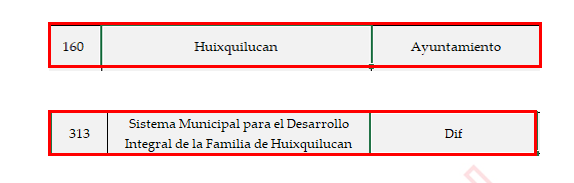 160 Huixquilucan Ayuntamiento
Sistema Municipal para el Desarrollo
313 Dif
Integral de la Familia de Huixquilucan